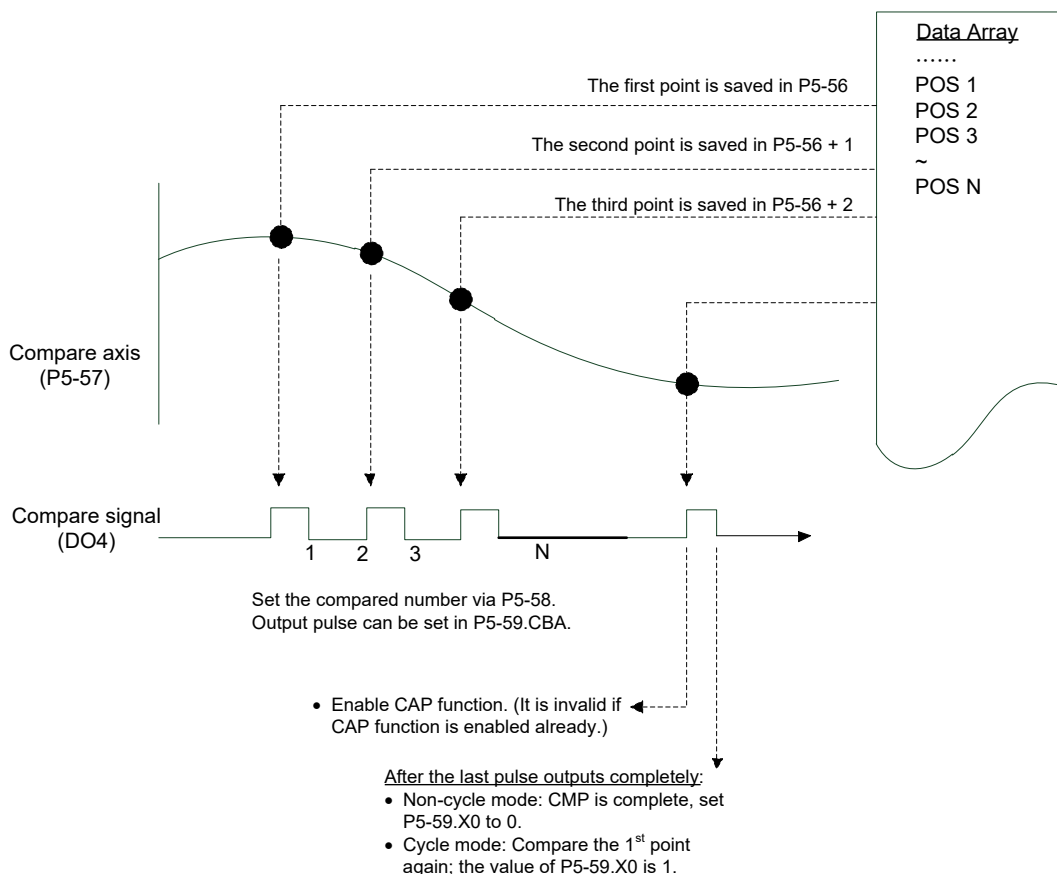 Data Array
……
POS 1
POS 2
POS 3
~
POS N
The first point is saved in P5-56
The second point is saved in P5-56 + 1
The third point is saved in P5-56 + 2
Compare axis
(P5-57)
Compare signal
(DO4)
1
2
3
N
Set the compared number via P5-58.
Output pulse can be set in P5-59.CBA.
• Enable CAP function. (It is invalid if
CAP function is enabled already.)
After the last pulse outputs completely:
• Non-cycle mode: CMP is complete, set
P5-59.X0 to 0.
• Cycle mode: Compare the 1st point
again; the value of P5-59.X0 is 1.